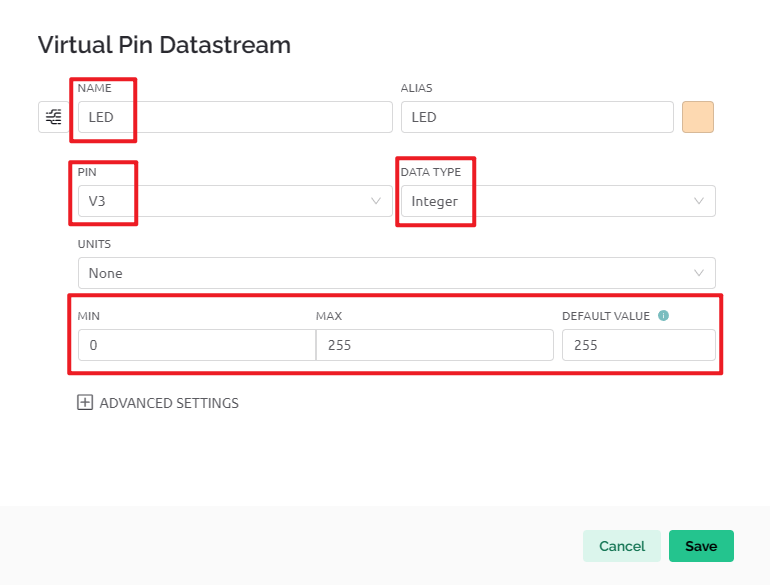 Virtual Pin Datastream
NAME ALIAS
LED LED
PIN DATA TYPE
V3 Integer
UNITS
None
MIN MAX DEFAULT VALUE i
0 255 255
ADVANCED SETTINGS
Cancel Save